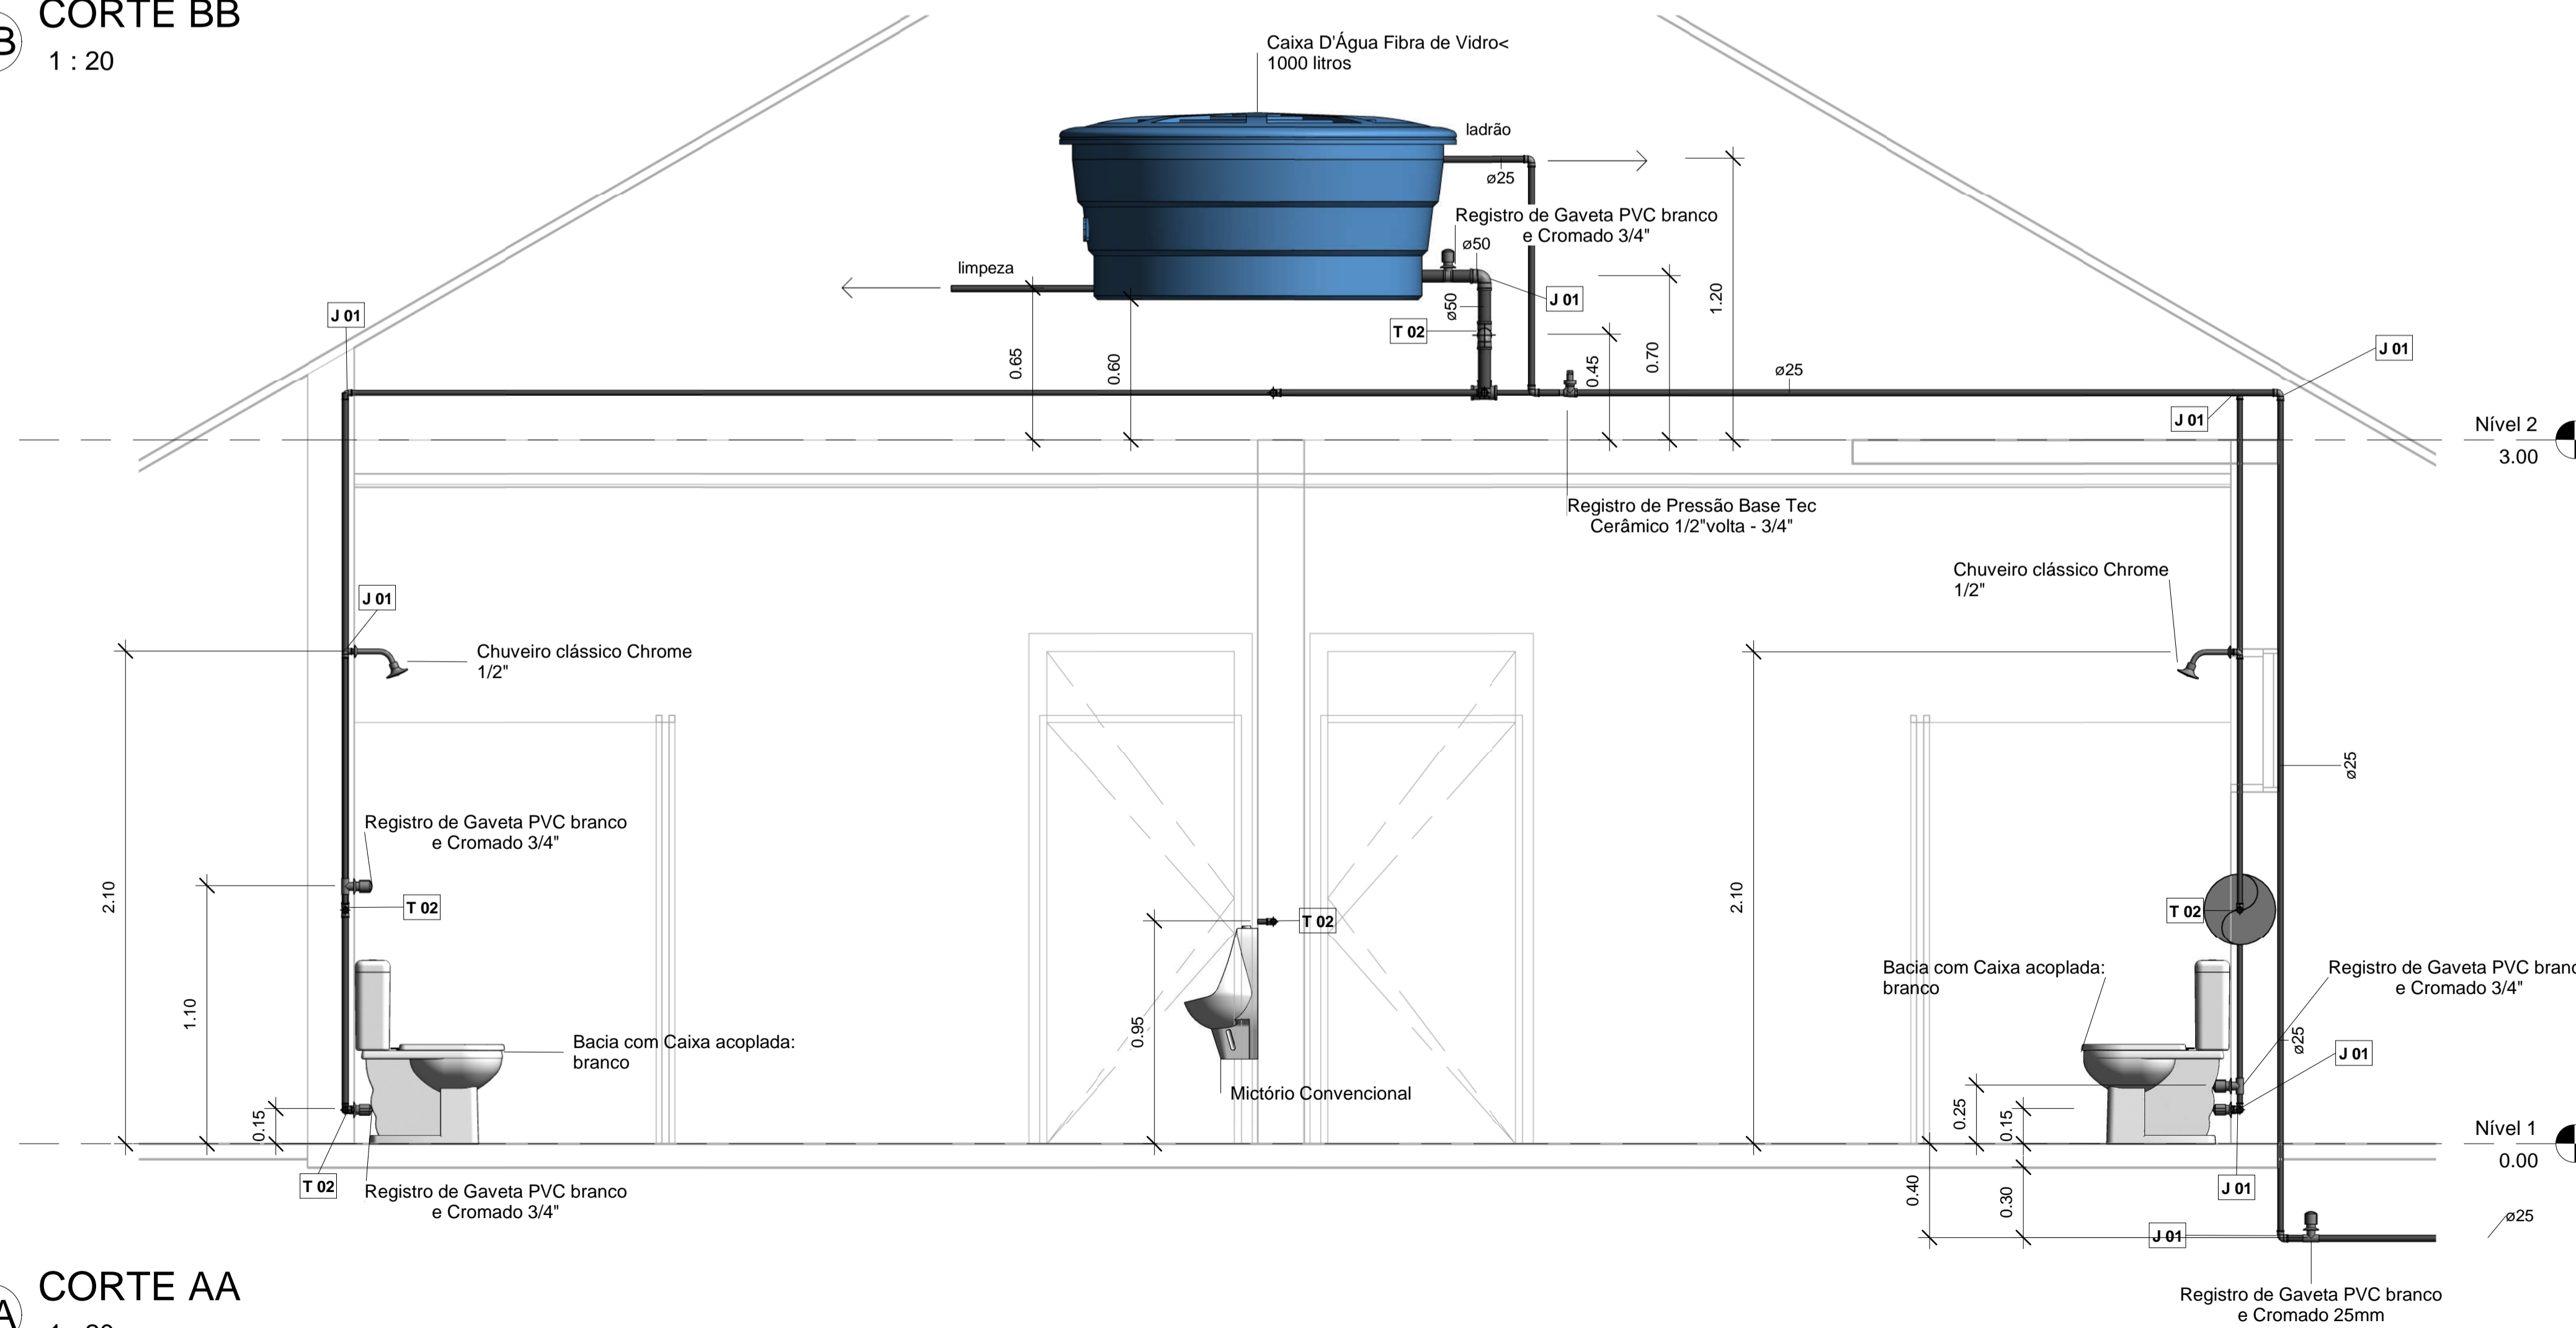 B
CORTE BB
1 : 20
Caixa D'Água Fibra de Vidro<
1000 litros
ladrão
ø25
Registro de Gaveta PVC branco
e Cromado 3/4"
ø50
limpeza
J 01
ø50
J 01
T 02
1.20
0.65
0.60
0.45
0.70
J 01
ø25
J 01
Nível 2
3.00
Registro de Pressão Base Tec
Cerâmico 1/2"volta - 3/4"
Chuveiro clássico Chrome
1/2"
J 01
Chuveiro clássico Chrome
1/2"
ø25
Registro de Gaveta PVC branco
e Cromado 3/4"
2.10
T 02
1.10
T 02
0.95
2.10
T 02
Bacia com Caixa acoplada:
branco
Registro de Gaveta PVC branc
e Cromado 3/4"
Bacia com Caixa acoplada:
branco
ø25
J 01
Mictório Convencional
0.15
0.25
0.15
Nível 1
0.00
T 02
Registro de Gaveta PVC branco
e Cromado 3/4"
0.40
0.30
J 01
J 01
ø25
A
CORTE AA
Registro de Gaveta PVC branco
e Cromado 25mm